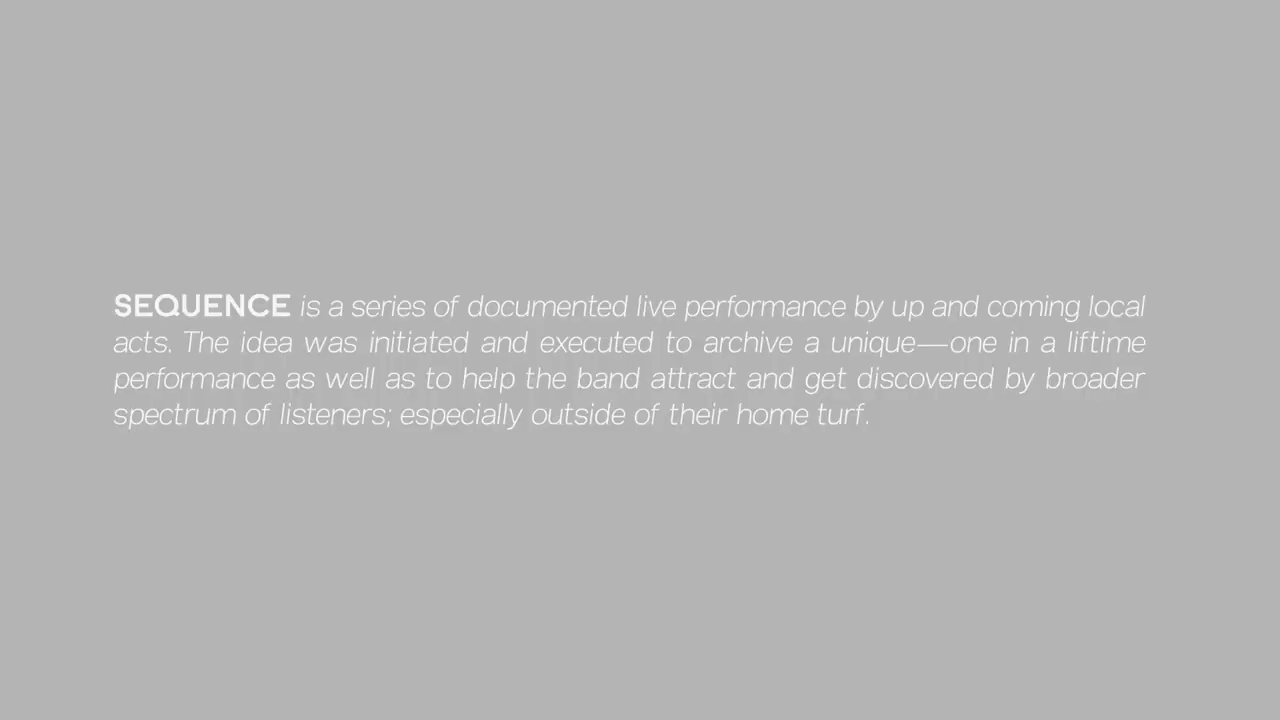 SEQUENCE is a series of documented live performance by up and coming local
acts. The idea was initiated and executed to archive a unique—one in a liftime
performance as well as to help the band attract and get discovered by broader
spectrum of listeners; especially outside of their home turf.